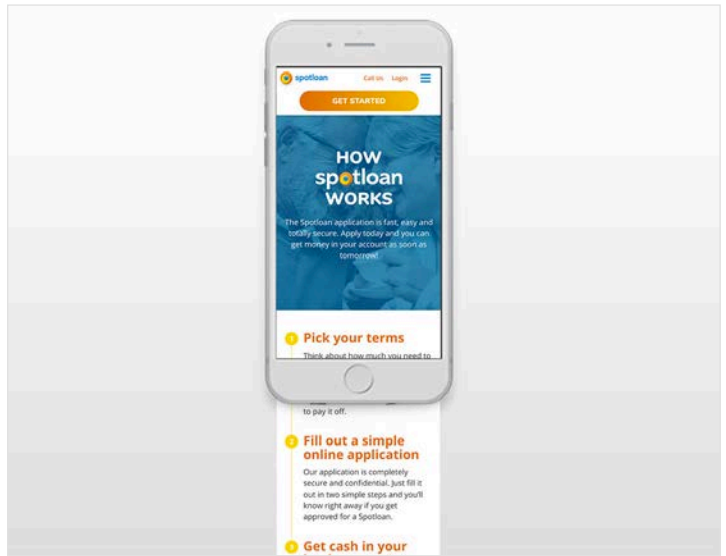 spotloan Call Us Login
GET STARTED
HOW
spotloan
WORKS
The Spotloan application is fast, easy and
totally secure. Apply today and you can
get money in your account as soon as
tomorrow!
1 Pick your terms
Think about how much you need to
to pay it off.
2 Fill out a simple
online application
Our application is completely
secure and confidential. Just fill it
out in two simple steps and you'll
know right away if you get
approved for a Spotloan.
3 Get cash in your